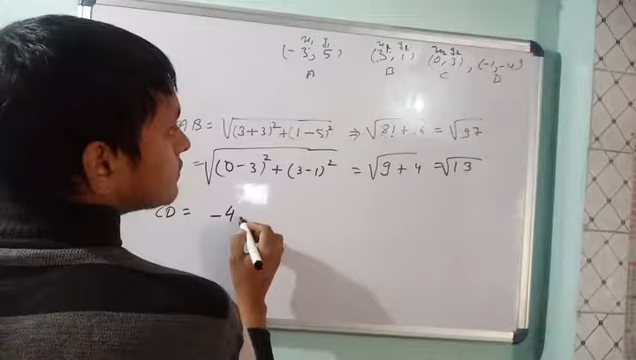 x₁ y₁ x₂ y₂ x₂ y₂
(-3, 5) (3, 1) (0, 3), (-1, -4)
A B C D
AB = √(3+3)²+(1-5)² ⇒ √81+16 = √97
= √(0-3)²+(3-1)² = √9+4 = √13
CD = -4